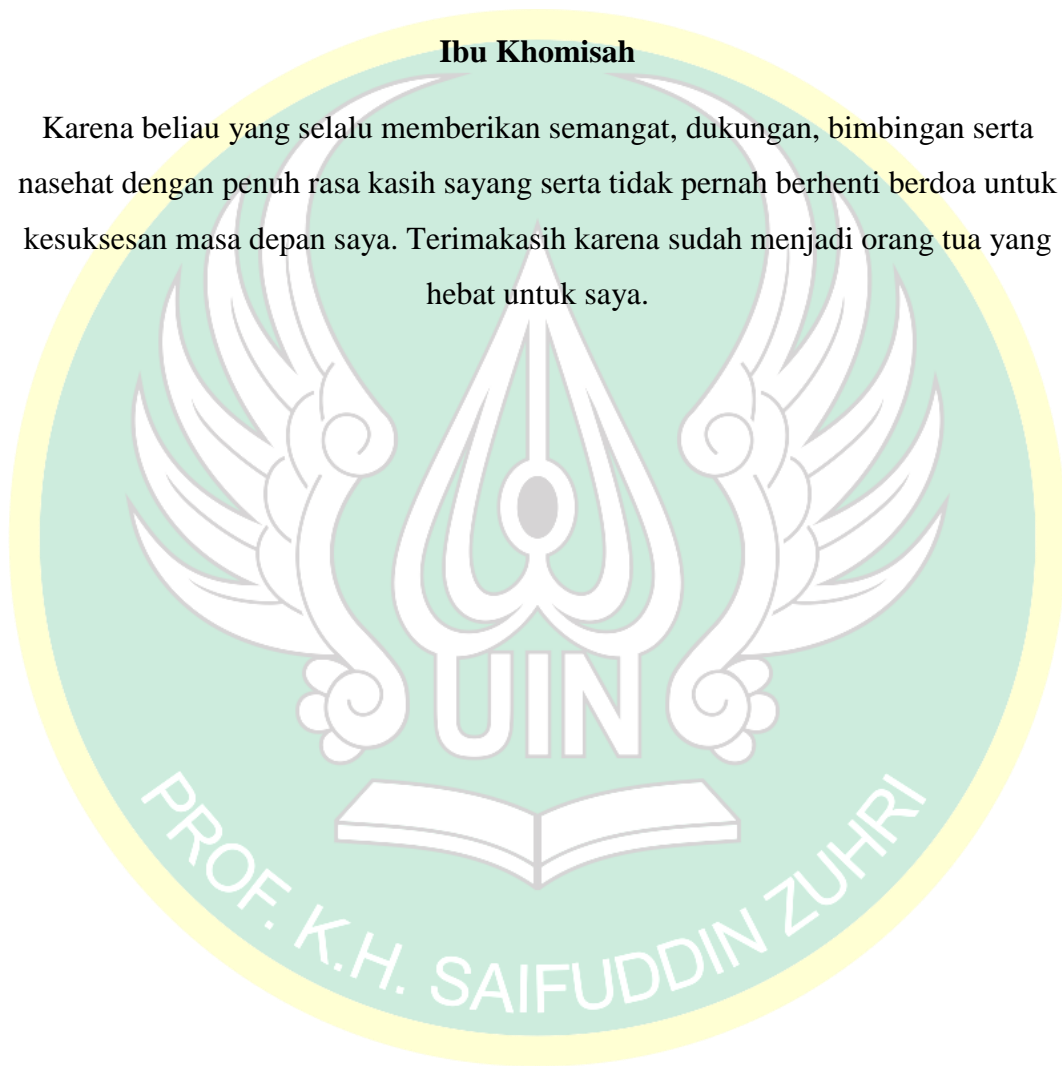 Ibu Khomisah
Karena beliau yang selalu memberikan semangat, dukungan, bimbingan serta
nasehat dengan penuh rasa kasih sayang serta tidak pernah berhenti berdoa untuk
kesuksesan masa depan saya. Terimakasih karena sudah menjadi orang tua yang
hebat untuk saya.
UIN
PROF. K.H. SAIFUDDIN ZUHRI